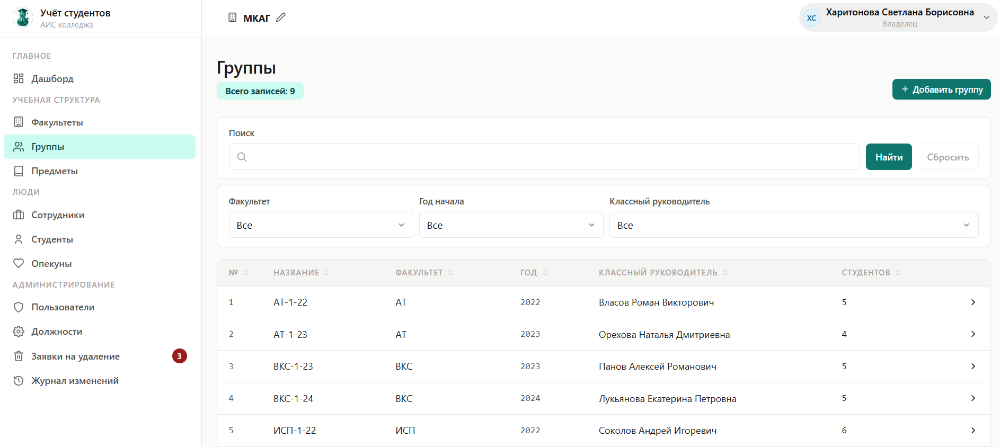 Учёт студентов
АИС колледжа
МКАГ
ХС
Харитонова Светлана Борисовна
Владелец
ГЛАВНОЕ
Дашборд
УЧЕБНАЯ СТРУКТУРА
Факультеты
Группы
Предметы
ЛЮДИ
Сотрудники
Студенты
Опекуны
АДМИНИСТРИРОВАНИЕ
Пользователи
Должности
Заявки на удаление 3
Журнал изменений
Группы
Всего записей: 9
+ Добавить группу
Поиск
Найти Сбросить
Факультет Год начала Классный руководитель
Все Все Все
№ НАЗВАНИЕ ФАКУЛЬТЕТ ГОД КЛАССНЫЙ РУКОВОДИТЕЛЬ СТУДЕНТОВ
1 АТ-1-22 АТ 2022 Власов Роман Викторович 5
2 АТ-1-23 АТ 2023 Орехова Наталья Дмитриевна 4
3 ВКС-1-23 ВКС 2023 Панов Алексей Романович 5
4 ВКС-1-24 ВКС 2024 Лукьянова Екатерина Петровна 5
5 ИСП-1-22 ИСП 2022 Соколов Андрей Игоревич 6